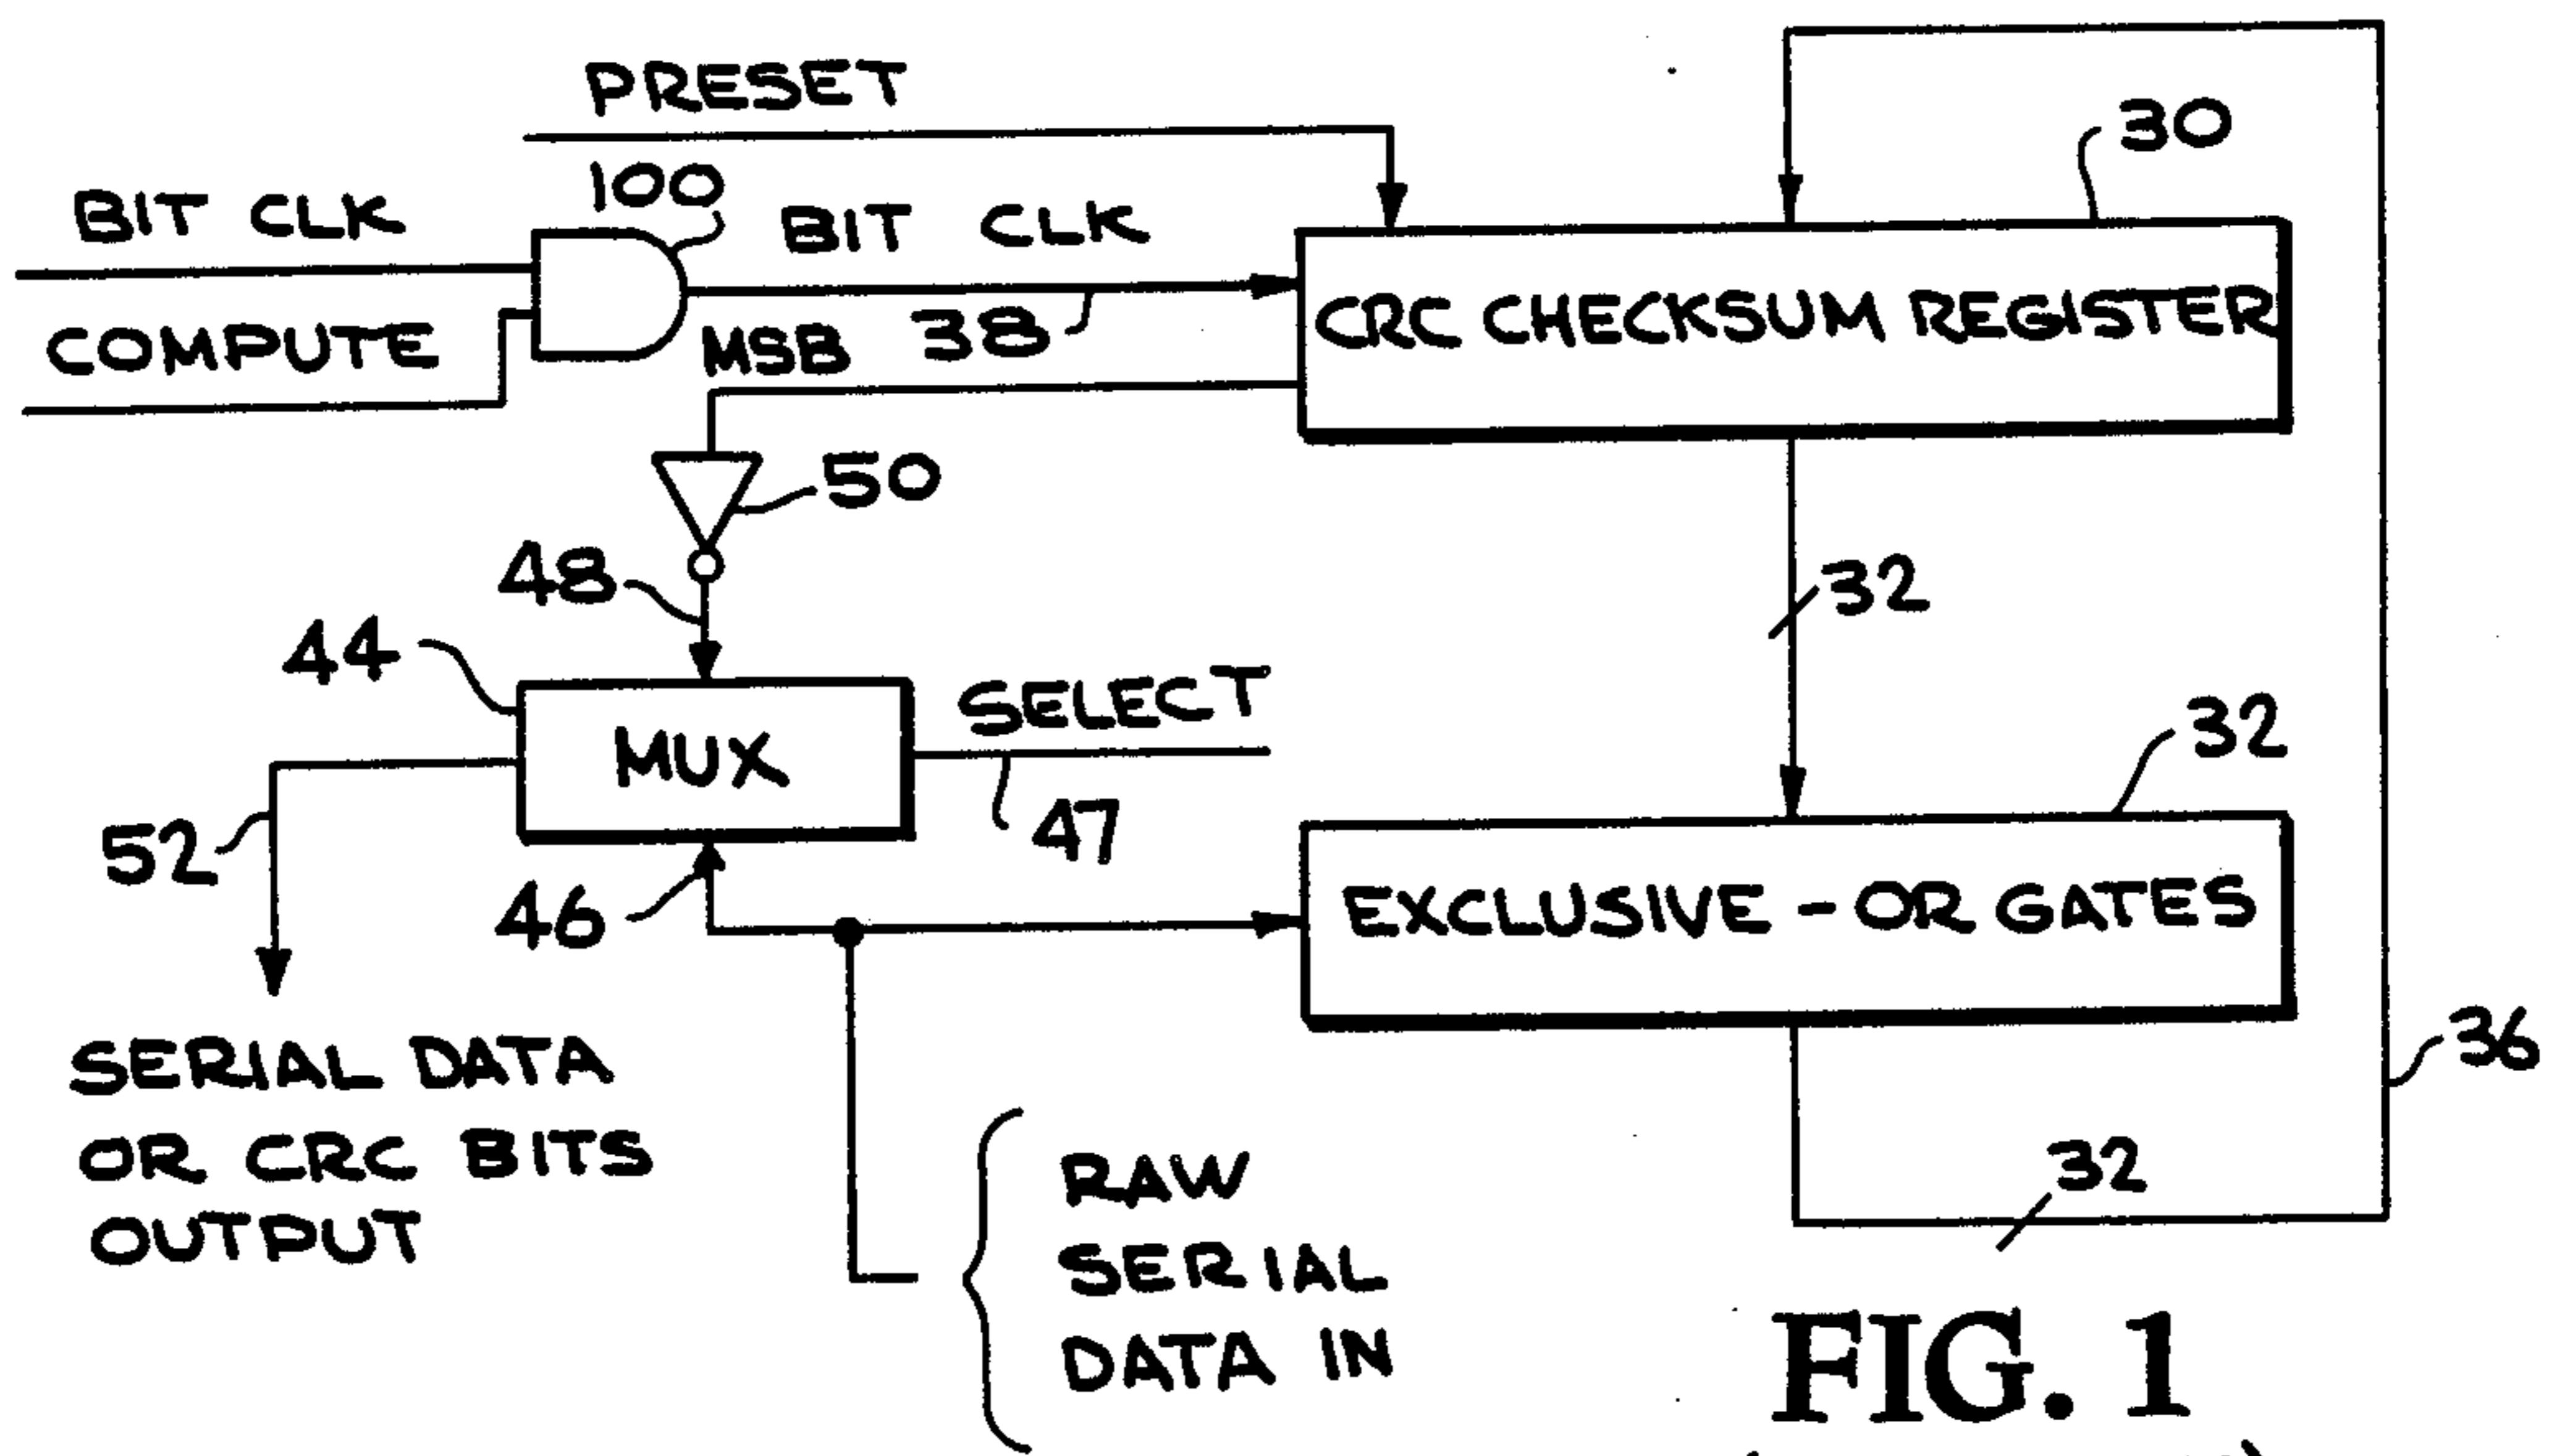 PRESET
30
100
BIT CLK
BIT CLK
CRC CHECKSUM REGISTER
COMPUTE
MSB
38
50
48
32
44
SELECT
32
MUX
47
52
46
EXCLUSIVE-OR GATES
36
SERIAL DATA
OR CRC BITS
OUTPUT
32
RAW
SERIAL
DATA IN
FIG. 1